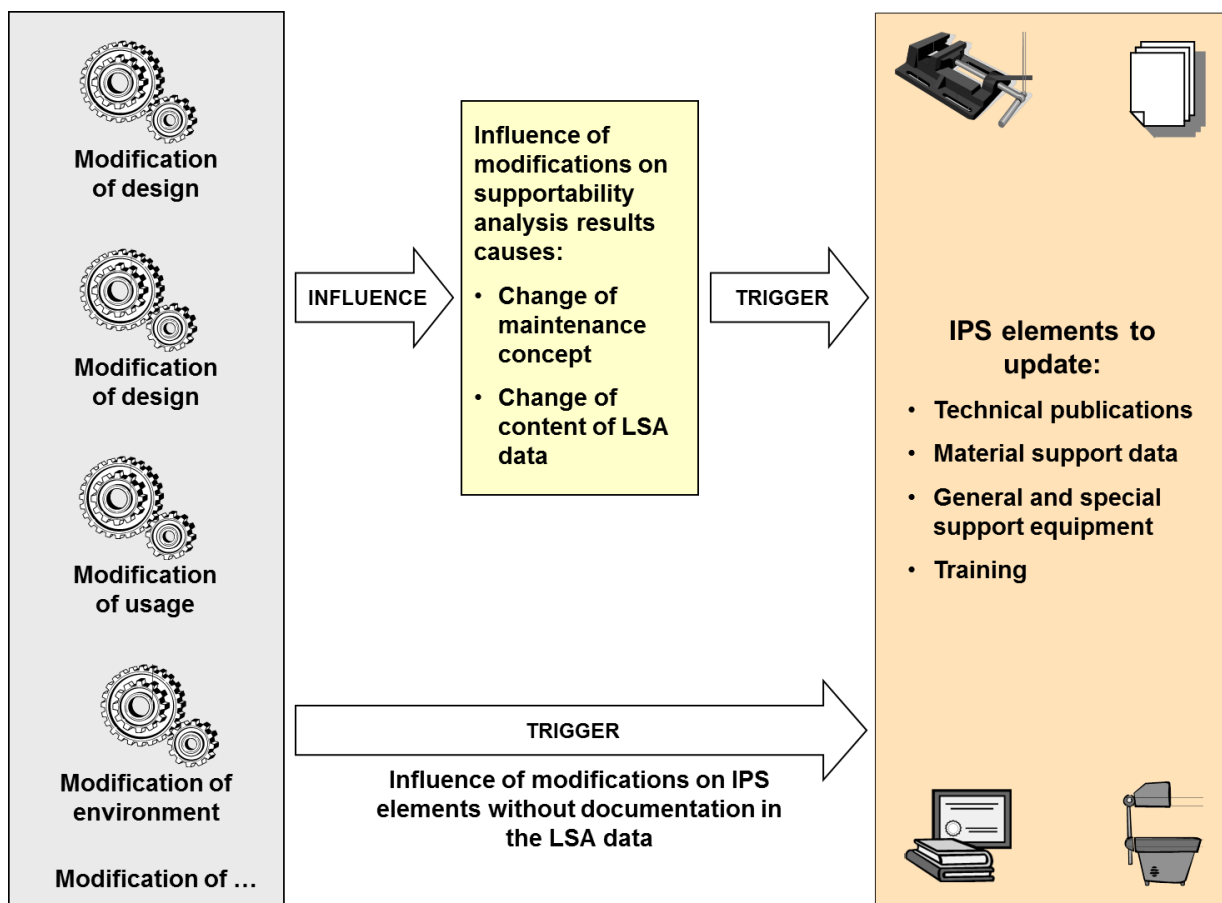 Modification
of design
Modification
of design
Modification
of usage
Modification of
environment
Modification of …
INFLUENCE
Influence of
modifications on
supportability
analysis results
causes:
• Change of
maintenance
concept
• Change of
content of LSA
data
TRIGGER
TRIGGER
Influence of modifications on IPS
elements without documentation in
the LSA data
IPS elements to
update:
• Technical publications
• Material support data
• General and special
support equipment
• Training